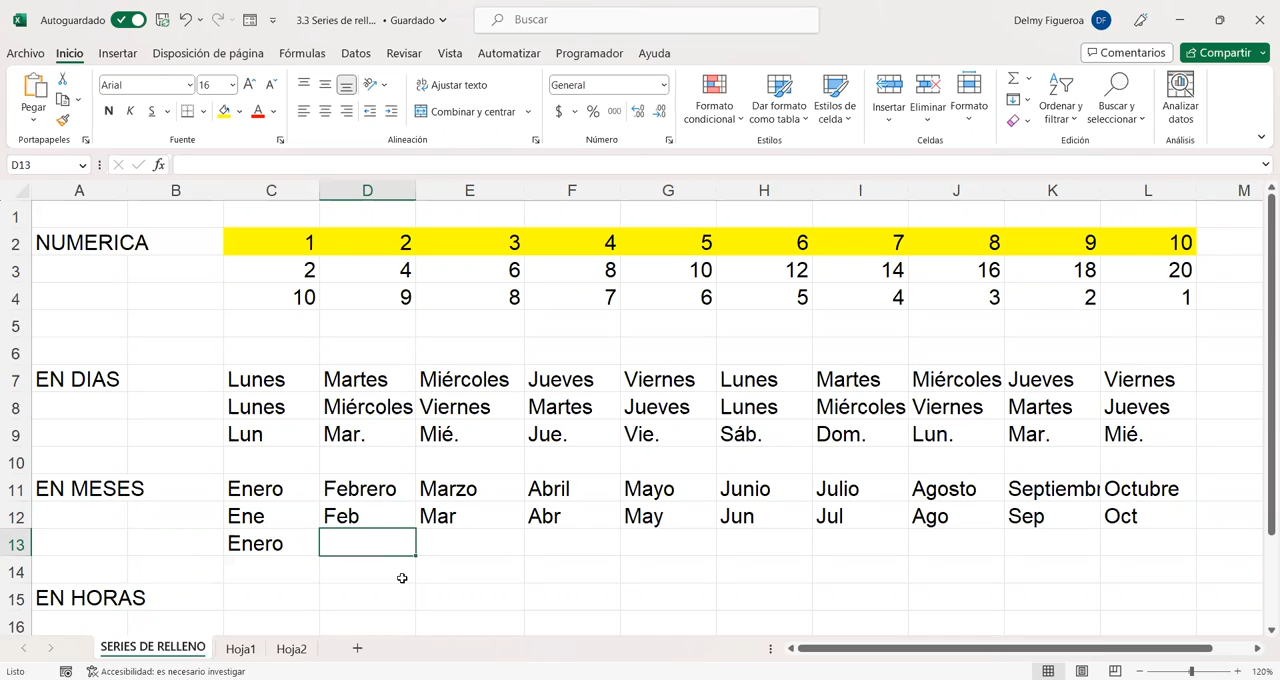 Autoguardado 3.3 Series de rell... • Guardado Buscar Delmy Figueroa DF
Archivo Inicio Insertar Disposición de página Fórmulas Datos Revisar Vista Automatizar Programador Ayuda Comentarios Compartir
Pegar
Portapapeles
Arial 16
N K S
Fuente
Ajustar texto
Combinar y centrar
Alineación
General
$ % 000
Número
Formato condicional
Dar formato como tabla
Estilos de celda
Estilos
Insertar
Eliminar
Formato
Celdas
Ordenar y filtrar
Buscar y seleccionar
Edición
Analizar datos
Análisis
D13 fx
A B C D E F G H I J K L M
1
2 NUMERICA 1 2 3 4 5 6 7 8 9 10
3 2 4 6 8 10 12 14 16 18 20
4 10 9 8 7 6 5 4 3 2 1
5
6
7 EN DIAS Lunes Martes Miércoles Jueves Viernes Lunes Martes Miércoles Jueves Viernes
8 Lunes Miércoles Viernes Martes Jueves Lunes Miércoles Viernes Martes Jueves
9 Lun Mar. Mié. Jue. Vie. Sáb. Dom. Lun. Mar. Mié.
10
11 EN MESES Enero Febrero Marzo Abril Mayo Junio Julio Agosto Septiembr Octubre
12 Ene Feb Mar Abr May Jun Jul Ago Sep Oct
13 Enero
14
15 EN HORAS
16
SERIES DE RELLENO Hoja1 Hoja2
Listo Accesibilidad: es necesario investigar 120%